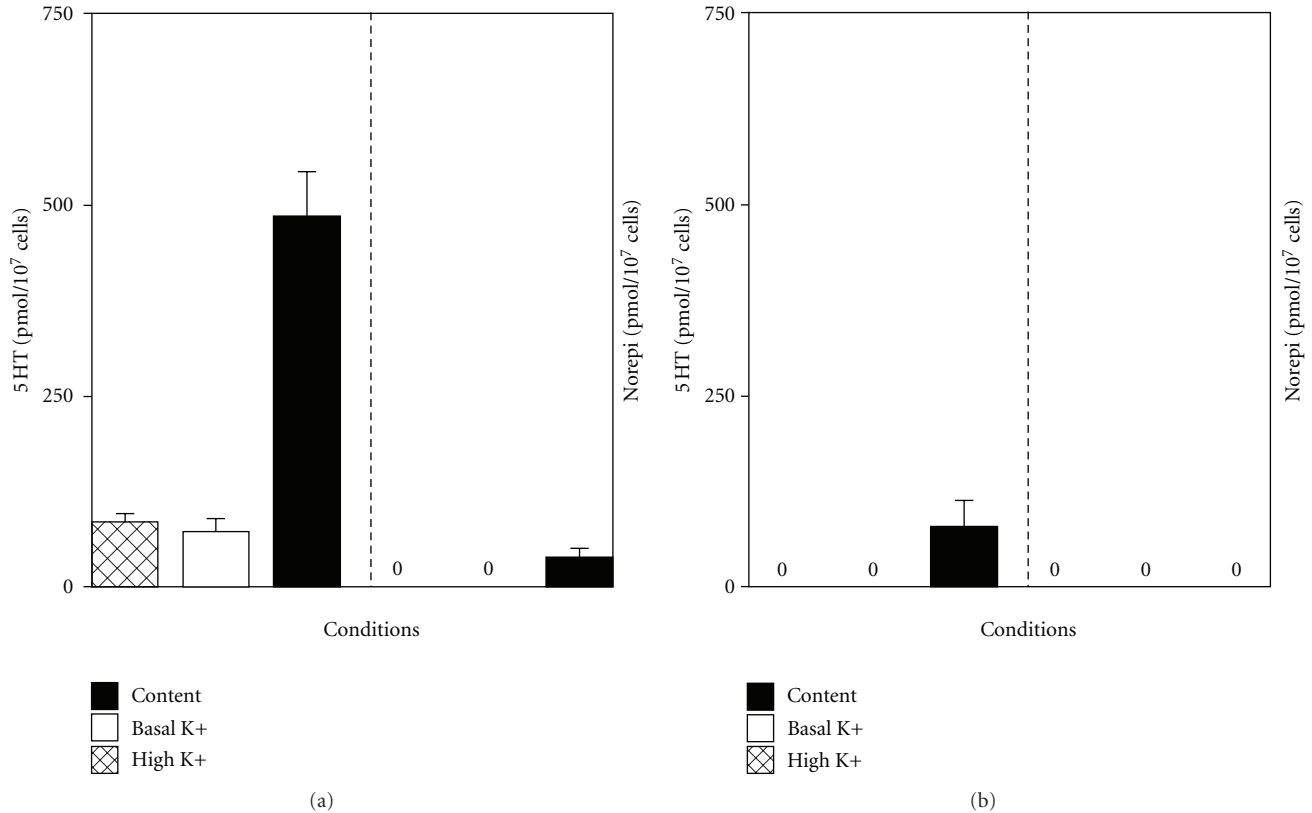 750
500
250
0
5 HT (pmol/10⁷ cells)
0
0
Norepi (pmol/10⁷ cells)
Conditions
Content
Basal K+
High K+
(a)
750
500
250
0
5 HT (pmol/10⁷ cells)
0
0
0
0
0
Norepi (pmol/10⁷ cells)
Conditions
Content
Basal K+
High K+
(b)